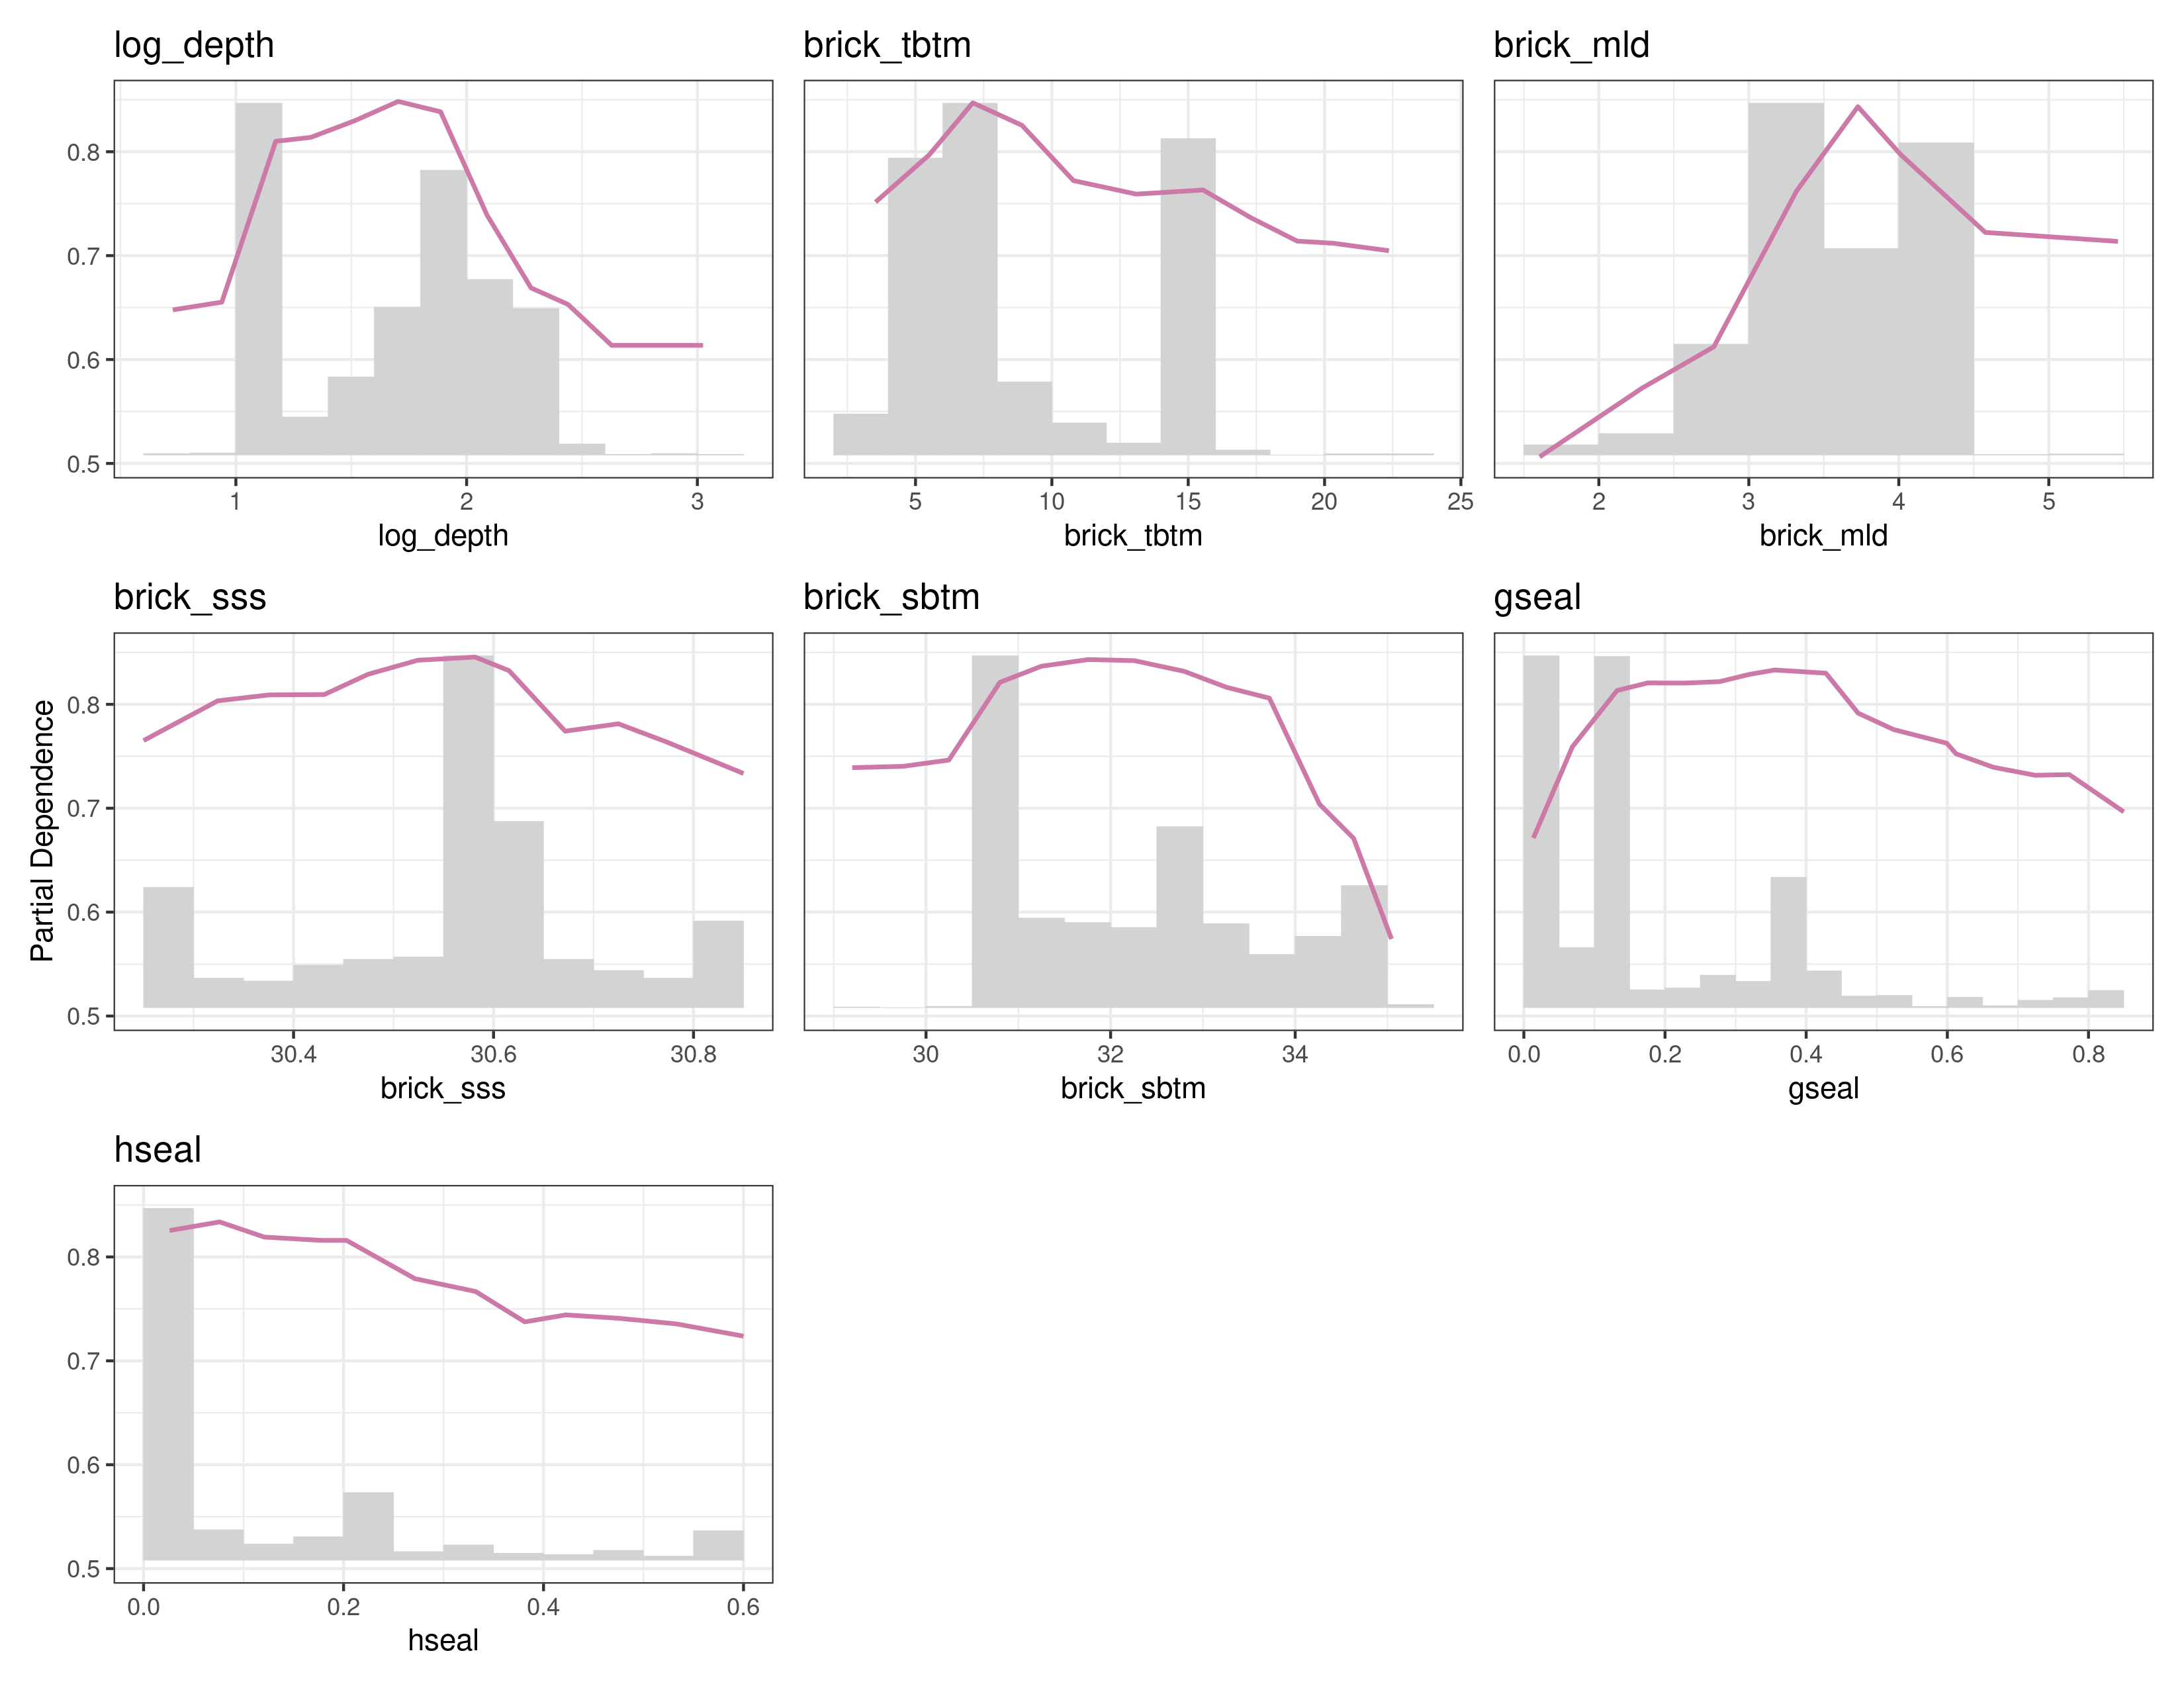 log_depth
brick_tbtm
brick_mld
0.8
0.7
0.6
0.5
1 2 3
5 10 15 20 25
2 3 4 5
log_depth
brick_tbtm
brick_mld
brick_sss
brick_sbtm
gseal
Partial Dependence
0.8
0.7
0.6
0.5
30.4 30.6 30.8
30 32 34
0.0 0.2 0.4 0.6 0.8
brick_sss
brick_sbtm
gseal
hseal
0.8
0.7
0.6
0.5
0.0 0.2 0.4 0.6
hseal